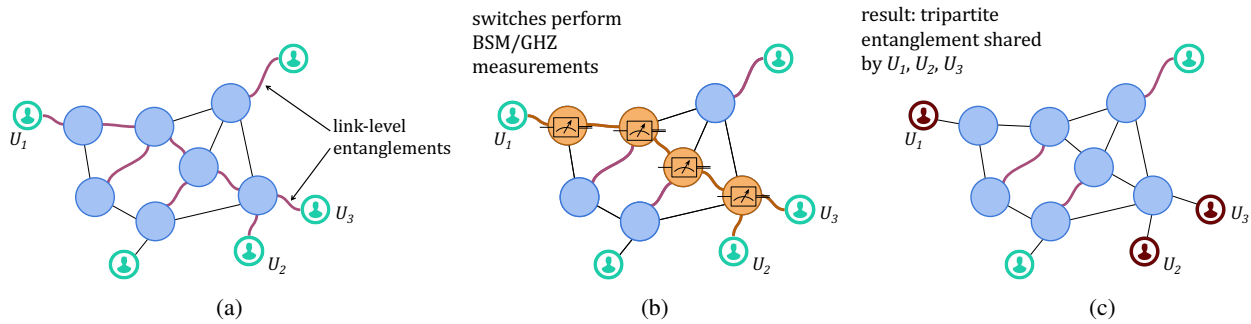 U1
link-level
entanglements
U3
U2
(a)
switches perform
BSM/GHZ
measurements
U1
U3
U2
(b)
result: tripartite
entanglement shared
by U1, U2, U3
U1
U3
U2
(c)